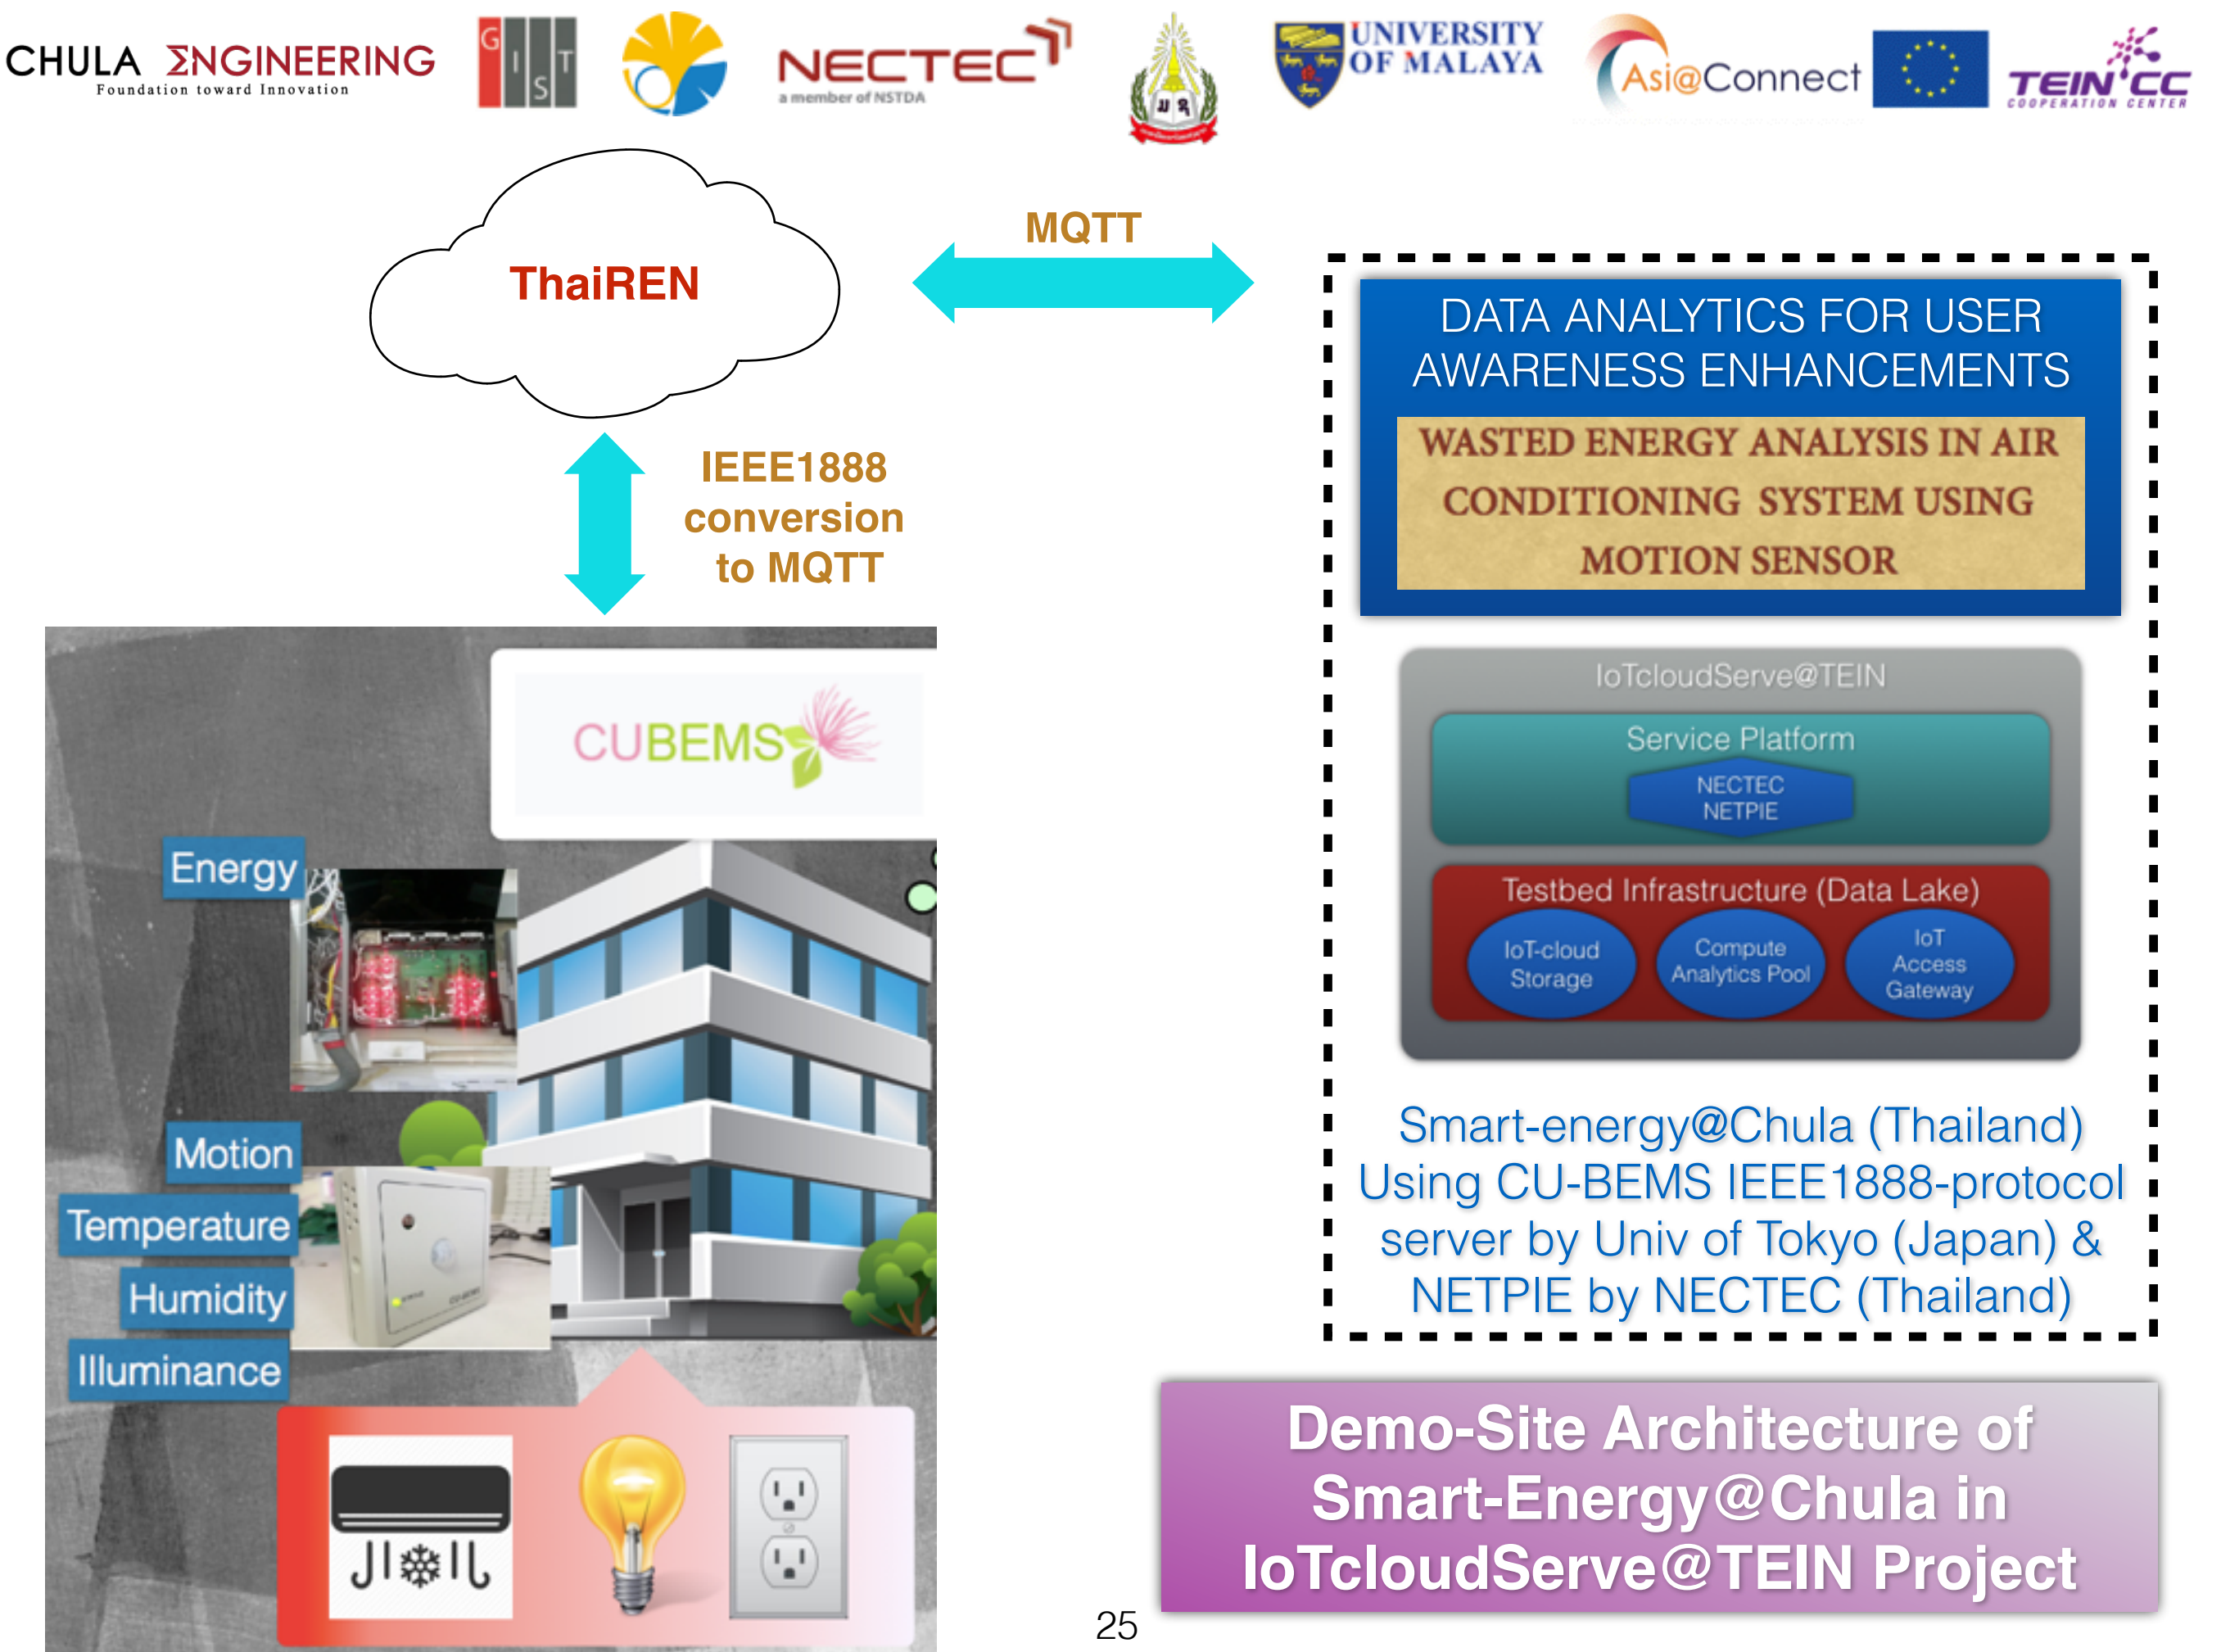 CHULA ΣNGINEERING
Foundation toward Innovation
G
I
S
T
NECTEC
a member of NSTDA
ม ร
UNIVERSITY
OF MALAYA
Asi@Connect
TEIN*CC
COOPERATION CENTER
ThaiREN
MQTT
IEEE1888
conversion
to MQTT
DATA ANALYTICS FOR USER
AWARENESS ENHANCEMENTS
WASTED ENERGY ANALYSIS IN AIR
CONDITIONING SYSTEM USING
MOTION SENSOR
IoTcloudServe@TEIN
Service Platform
NECTEC
NETPIE
Testbed Infrastructure (Data Lake)
IoT-cloud
Storage
Compute
Analytics Pool
IoT
Access
Gateway
Smart-energy@Chula (Thailand)
Using CU-BEMS IEEE1888-protocol
server by Univ of Tokyo (Japan) &
NETPIE by NECTEC (Thailand)
CUBEMS
Energy
Motion
Temperature
Humidity
Illuminance
Demo-Site Architecture of
Smart-Energy@Chula in
IoTcloudServe@TEIN Project
25